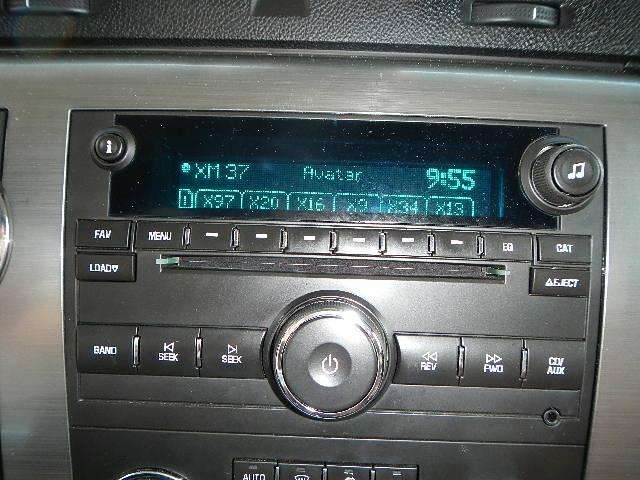 i
XM 37 Avatar 9:55
D X97 X20 X16 X3 X34 X13
FAV MENU EQ CAT
LOAD EJECT
BAND SEEK SEEK REV FWD CD/AUX
AUTO